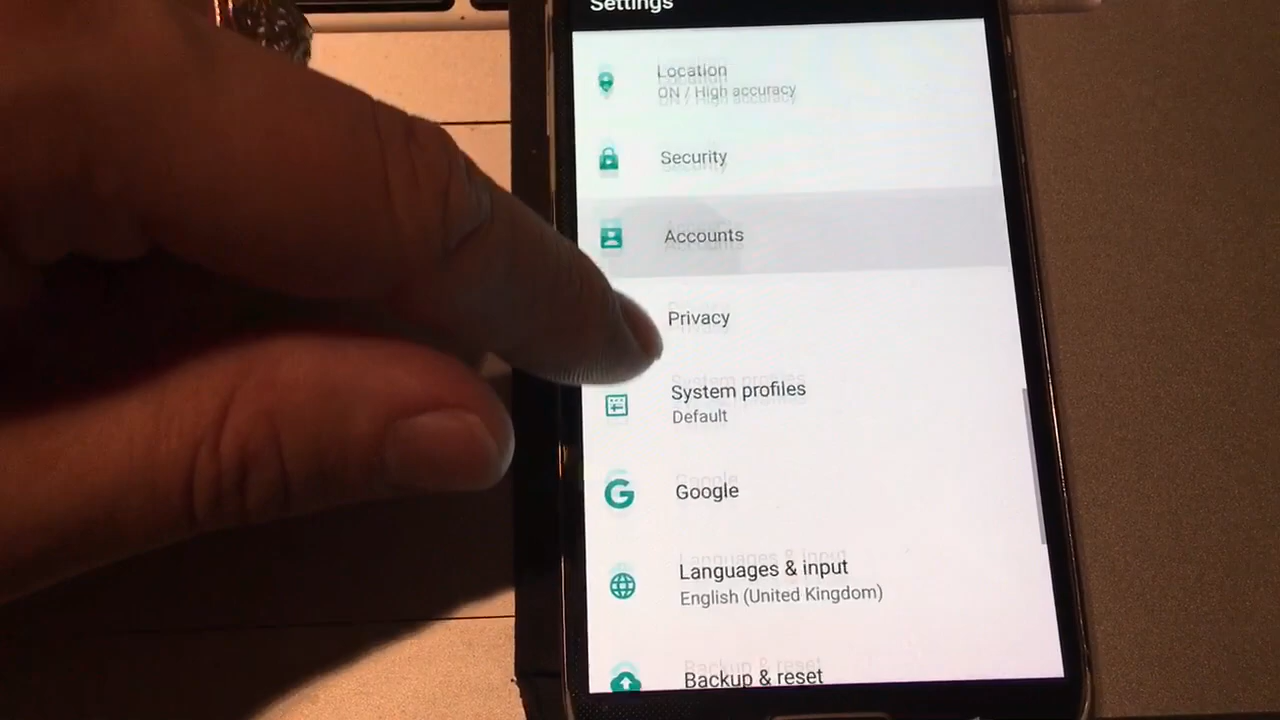 Settings
Location
ON / High accuracy
Security
Accounts
Privacy
System profiles
Default
Google
Languages & input
English (United Kingdom)
Backup & reset